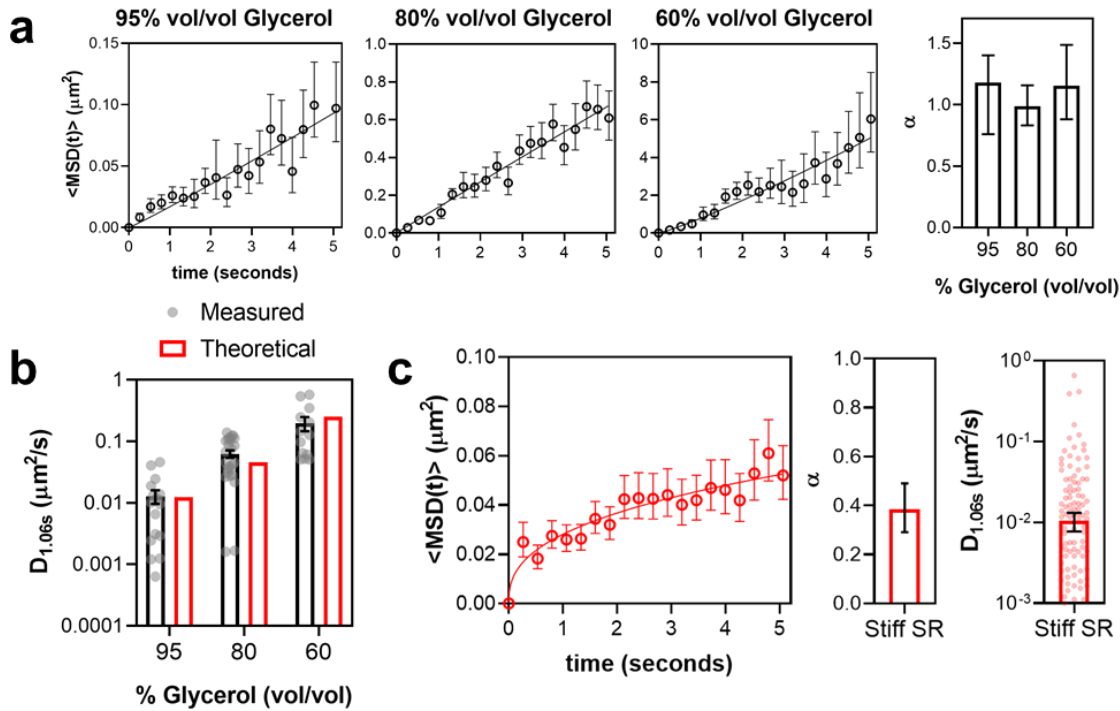 a
95% vol/vol Glycerol
80% vol/vol Glycerol
60% vol/vol Glycerol
<MSD(t)> (μm²)
0.15
0.10
0.05
0.00
0 1 2 3 4 5
time (seconds)
1.0
0.8
0.6
0.4
0.2
0.0
0 1 2 3 4 5
10
8
6
4
2
0
0 1 2 3 4 5
α
1.5
1.0
0.5
0.0
95 80 60
% Glycerol (vol/vol)
Measured
Theoretical
b
D1.06s (μm²/s)
1
0.1
0.01
0.001
0.0001
95 80 60
% Glycerol (vol/vol)
c
<MSD(t)> (μm²)
0.10
0.08
0.06
0.04
0.02
0.00
0 1 2 3 4 5
time (seconds)
α
1.0
0.8
0.6
0.4
0.2
0.0
Stiff SR
D1.06s (μm²/s)
10⁰
10⁻¹
10⁻²
10⁻³
Stiff SR